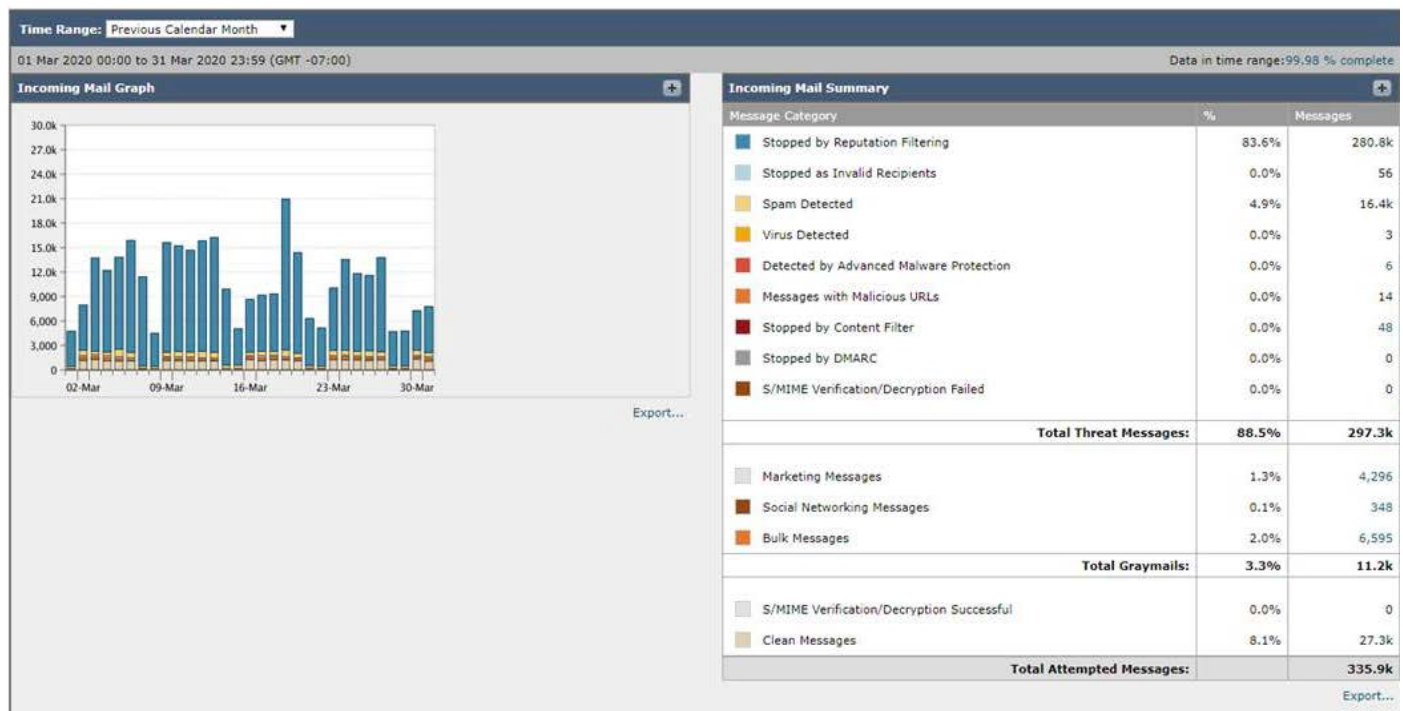 Time Range: Previous Calendar Month
01 Mar 2020 00:00 to 31 Mar 2020 23:59 (GMT -07:00)
Data in time range:99.98 % complete
Incoming Mail Graph
30.0k
27.0k
24.0k
21.0k
18.0k
15.0k
12.0k
9,000
6,000
3,000
0
02-Mar 09-Mar 16-Mar 23-Mar 30-Mar
Export...
Incoming Mail Summary
Message Category % Messages
Stopped by Reputation Filtering 83.6% 280.8k
Stopped as Invalid Recipients 0.0% 56
Spam Detected 4.9% 16.4k
Virus Detected 0.0% 3
Detected by Advanced Malware Protection 0.0% 6
Messages with Malicious URLs 0.0% 14
Stopped by Content Filter 0.0% 48
Stopped by DMARC 0.0% 0
S/MIME Verification/Decryption Failed 0.0% 0
Total Threat Messages: 88.5% 297.3k
Marketing Messages 1.3% 4,296
Social Networking Messages 0.1% 348
Bulk Messages 2.0% 6,595
Total Graymails: 3.3% 11.2k
S/MIME Verification/Decryption Successful 0.0% 0
Clean Messages 8.1% 27.3k
Total Attempted Messages: 335.9k
Export...